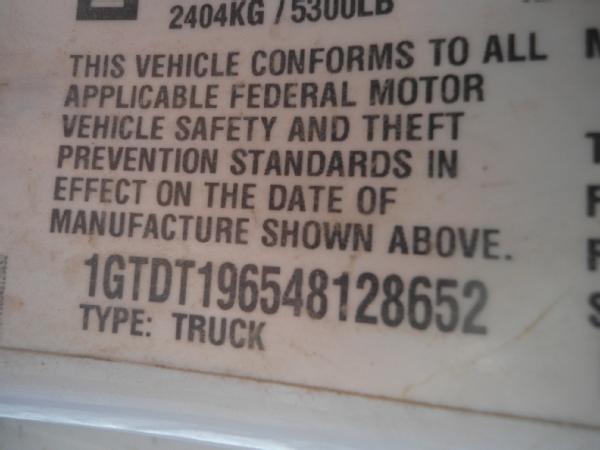 2404KG / 5300LB
THIS VEHICLE CONFORMS TO ALL
APPLICABLE FEDERAL MOTOR
VEHICLE SAFETY AND THEFT
PREVENTION STANDARDS IN
EFFECT ON THE DATE OF
MANUFACTURE SHOWN ABOVE.
1GTDT196548128652
TYPE: TRUCK